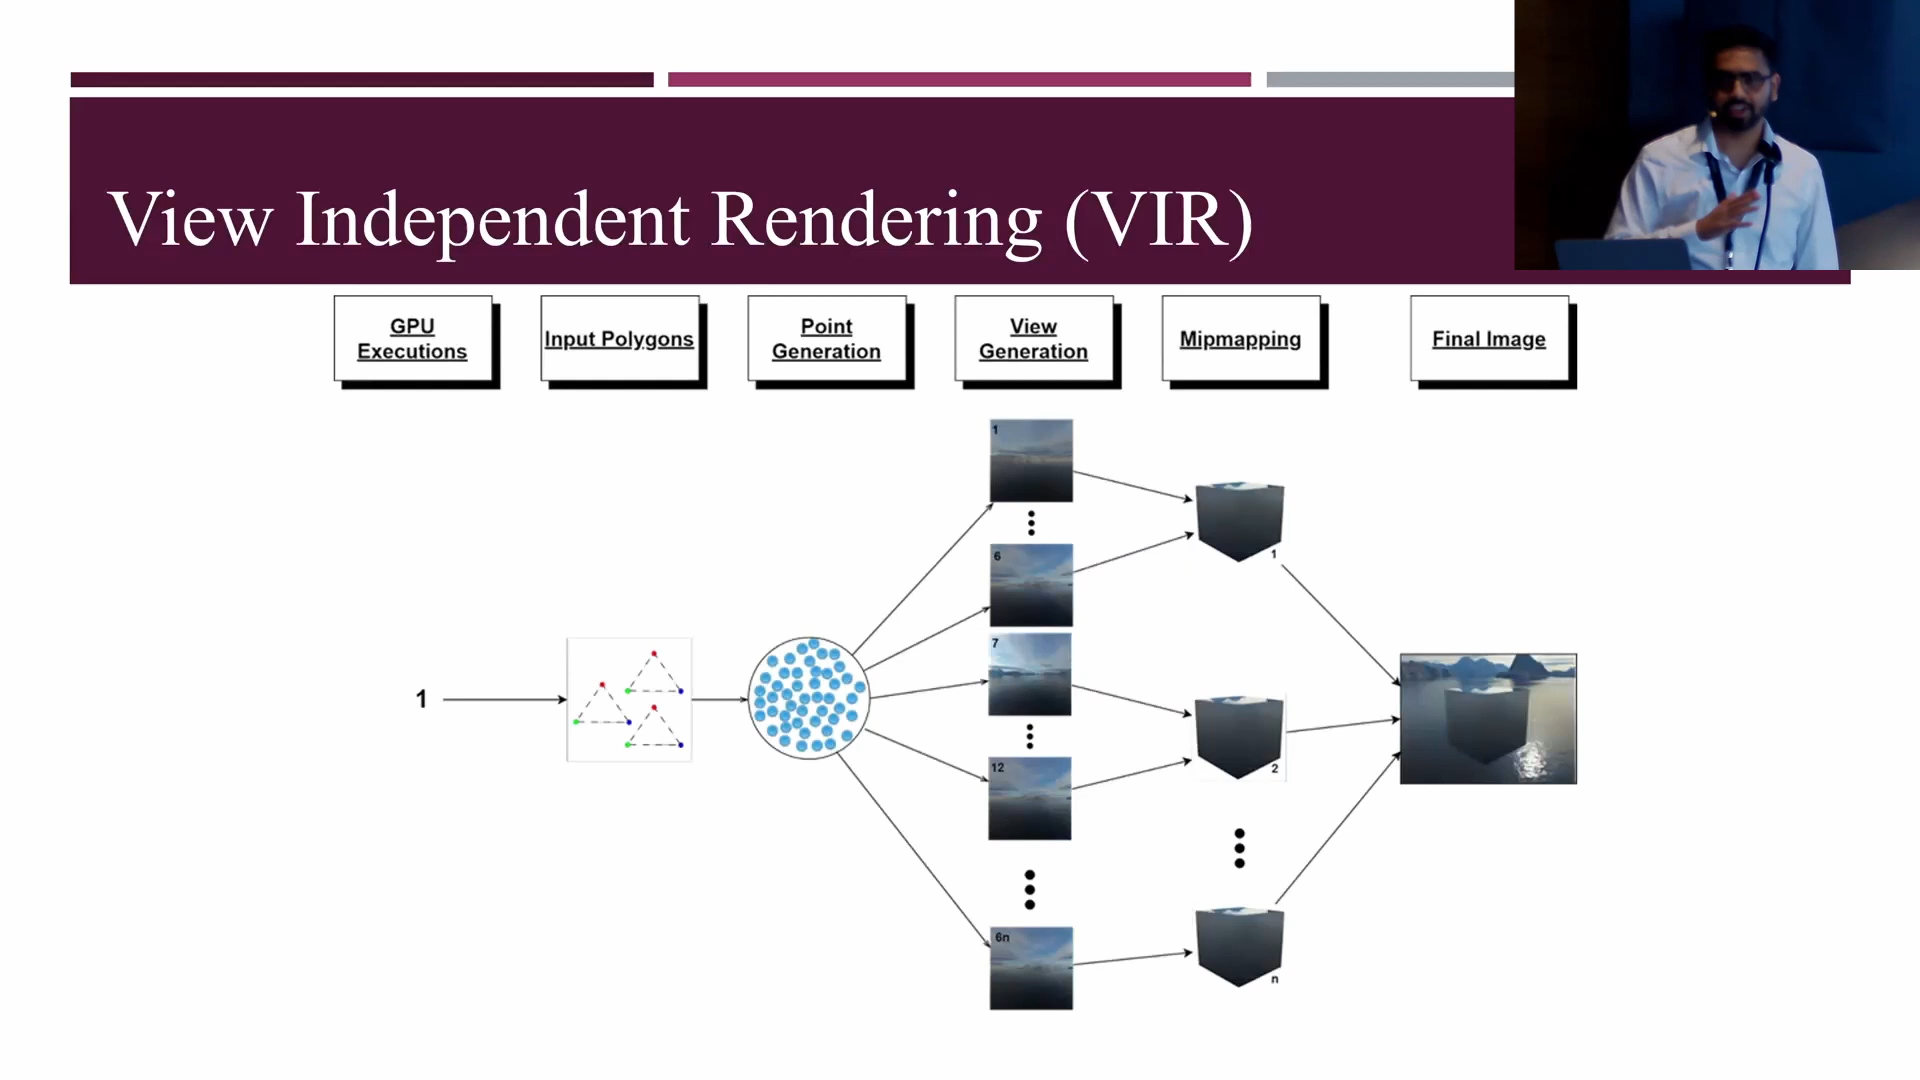 View Independent Rendering (VIR)
GPU
Executions
Input Polygons
Point
Generation
View
Generation
Mipmapping
Final Image
1
6
1
7
1
12
2
6n
n